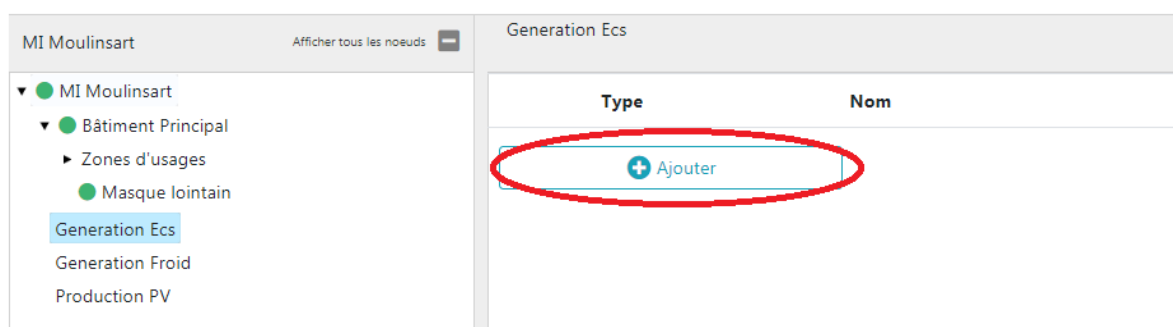 MI Moulinsart
Afficher tous les noeuds
MI Moulinsart
Bâtiment Principal
Zones d'usages
Masque lointain
Generation Ecs
Generation Froid
Production PV
Generation Ecs
Type Nom
Ajouter